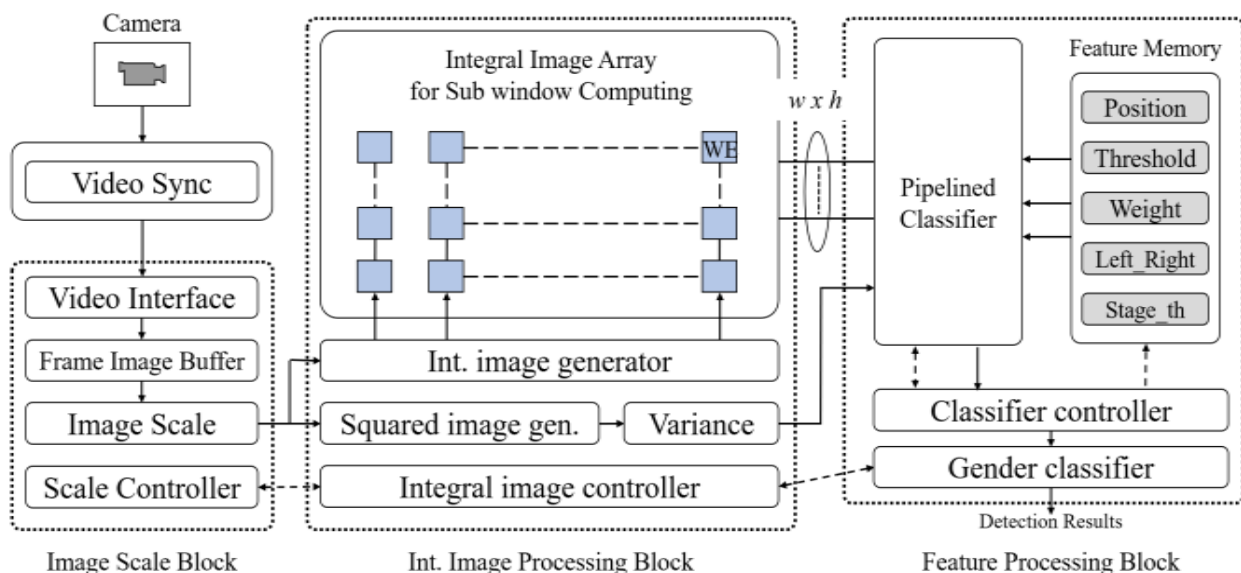 Camera
Video Sync
Video Interface
Frame Image Buffer
Image Scale
Scale Controller
Image Scale Block
Integral Image Array
for Sub window Computing
WE
Int. image generator
Squared image gen.
Variance
Integral image controller
Int. Image Processing Block
w x h
Pipelined
Classifier
Feature Memory
Position
Threshold
Weight
Left_Right
Stage_th
Classifier controller
Gender classifier
Detection Results
Feature Processing Block